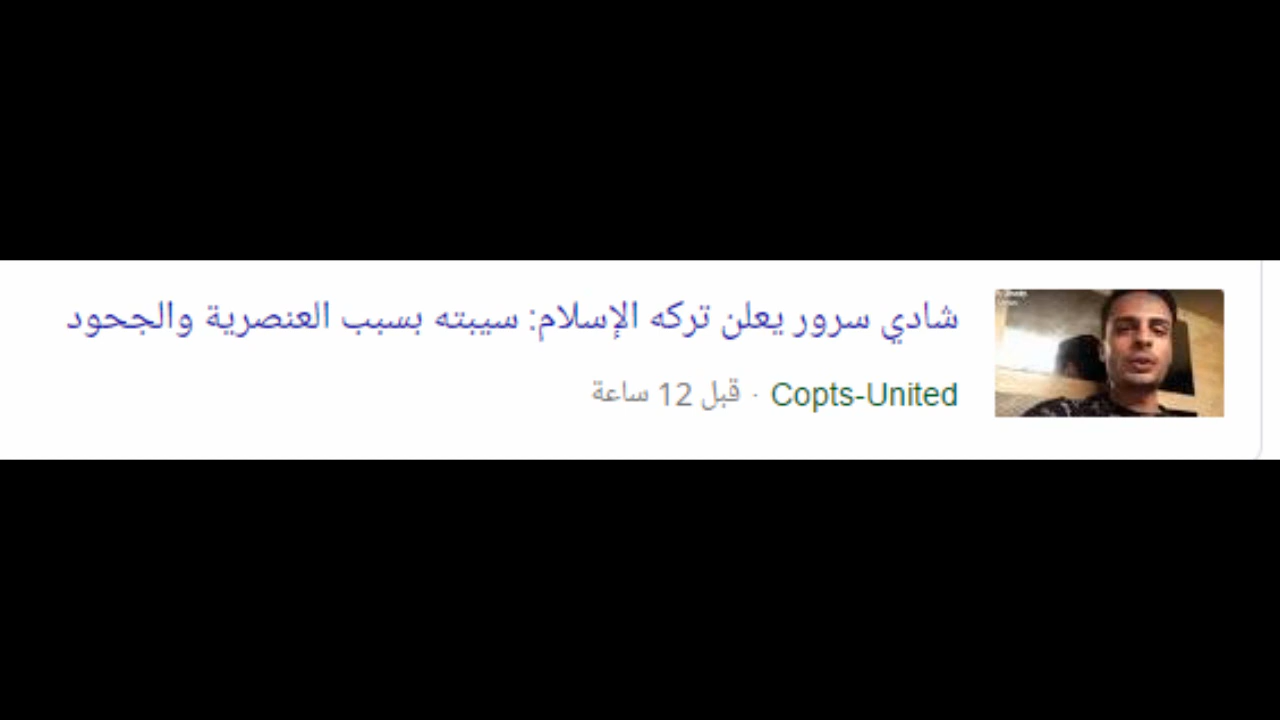 شادي سرور يعلن تركه الإسلام: سيبته بسبب العنصرية والجحود
Copts-United · قبل 12 ساعة